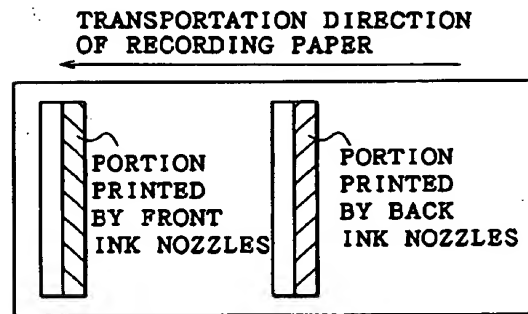 TRANSPORTATION DIRECTION
OF RECORDING PAPER
PORTION
PRINTED
BY FRONT
INK NOZZLES
PORTION
PRINTED
BY BACK
INK NOZZLES